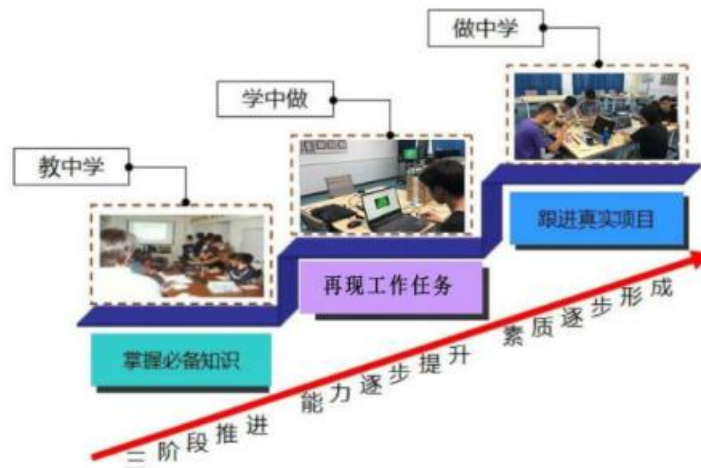 做中学
学中做
教中学
跟进真实项目
再现工作任务
掌握必备知识
三阶段推进 能力逐步提升 素质逐步形成